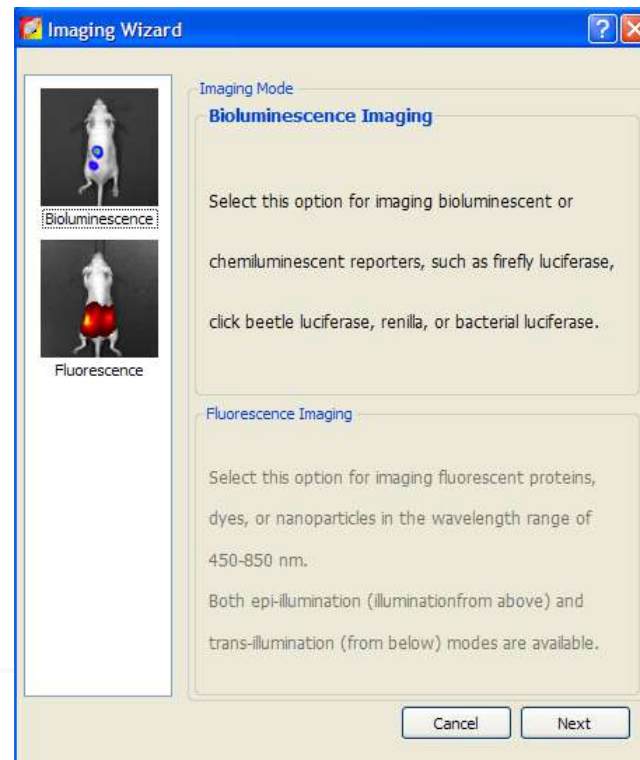 Imaging Wizard
Bioluminescence
Fluorescence
Imaging Mode
Bioluminescence Imaging
Select this option for imaging bioluminescent or
chemiluminescent reporters, such as firefly luciferase,
click beetle luciferase, renilla, or bacterial luciferase.
Fluorescence Imaging
Select this option for imaging fluorescent proteins,
dyes, or nanoparticles in the wavelength range of
450-850 nm.
Both epi-illumination (illuminationfrom above) and
trans-illumination (from below) modes are available.
Cancel
Next